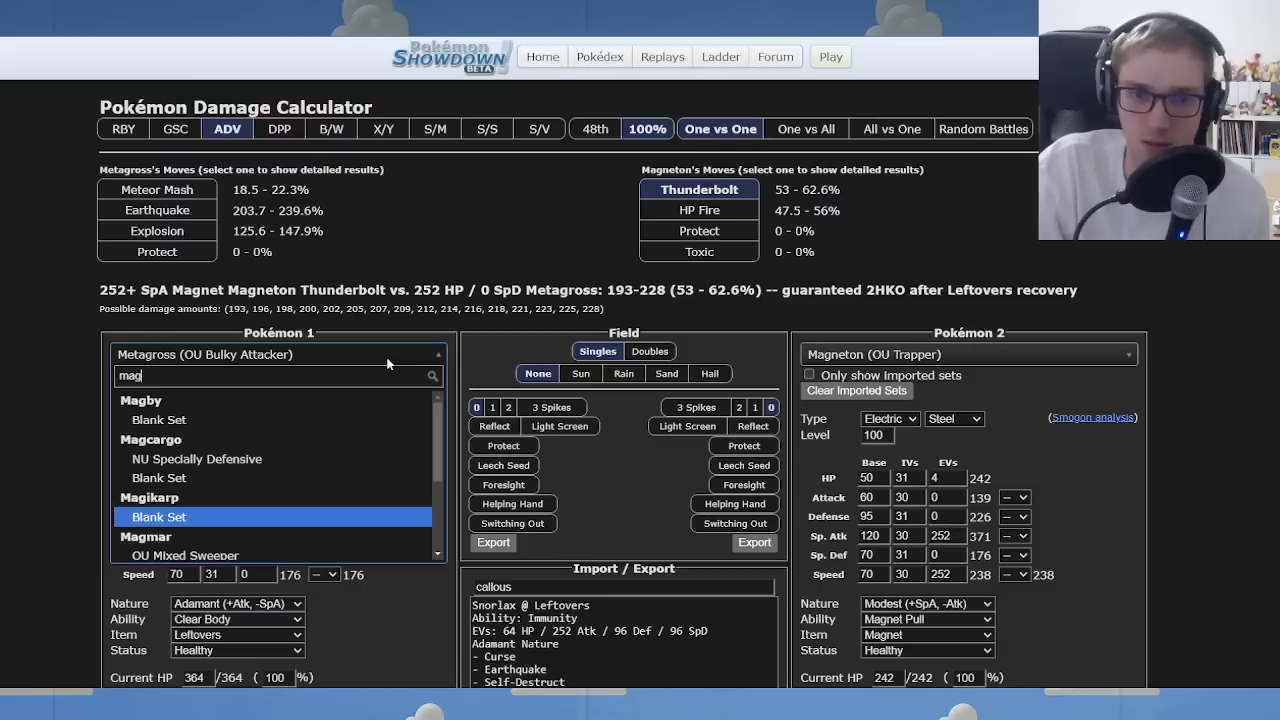 Pokémon SHOWDOWN! BETA
Home Pokédex Replays Ladder Forum Play
Pokémon Damage Calculator
RBY GSC ADV DPP B/W X/Y S/M S/S S/V 48th 100% One vs One One vs All All vs One Random Battles
Metagross's Moves (select one to show detailed results)
Meteor Mash 18.5 - 22.3%
Earthquake 203.7 - 239.6%
Explosion 125.6 - 147.9%
Protect 0 - 0%
Magneton's Moves (select one to show detailed results)
Thunderbolt 53 - 62.6%
HP Fire 47.5 - 56%
Protect 0 - 0%
Toxic 0 - 0%
252+ SpA Magnet Magneton Thunderbolt vs. 252 HP / 0 SpD Metagross: 193-228 (53 - 62.6%) -- guaranteed 2HKO after Leftovers recovery
Possible damage amounts: (193, 196, 198, 200, 202, 205, 207, 209, 212, 214, 216, 218, 221, 223, 225, 228)
Pokémon 1
Metagross (OU Bulky Attacker)
mag
Magby
Blank Set
Magcargo
NU Specially Defensive
Blank Set
Magikarp
Blank Set
Magmar
OU Mixed Sweeper
Speed 70 31 0 176 -- 176
Nature Adamant (+Atk, -SpA)
Ability Clear Body
Item Leftovers
Status Healthy
Current HP 364 /364 ( 100 %)
Field
Singles Doubles
None Sun Rain Sand Hail
0 1 2 3 Spikes 3 Spikes 2 1 0
Reflect Light Screen Light Screen Reflect
Protect Protect
Leech Seed Leech Seed
Foresight Foresight
Helping Hand Helping Hand
Switching Out Switching Out
Export Export
Import / Export
callous
Snorlax @ Leftovers
Ability: Immunity
EVs: 64 HP / 252 Atk / 96 Def / 96 SpD
Adamant Nature
- Curse
- Earthquake
- Self-Destruct
Pokémon 2
Magneton (OU Trapper)
Only show Imported sets
Clear Imported Sets
Type Electric Steel (Smogon analysis)
Level 100
Base IVs EVs
HP 50 31 4 242
Attack 60 30 0 139 --
Defense 95 31 0 226 --
Sp. Atk 120 30 252 371 --
Sp. Def 70 31 0 176 --
Speed 70 30 252 238 -- 238
Nature Modest (+SpA, -Atk)
Ability Magnet Pull
Item Magnet
Status Healthy
Current HP 242 /242 ( 100 %)